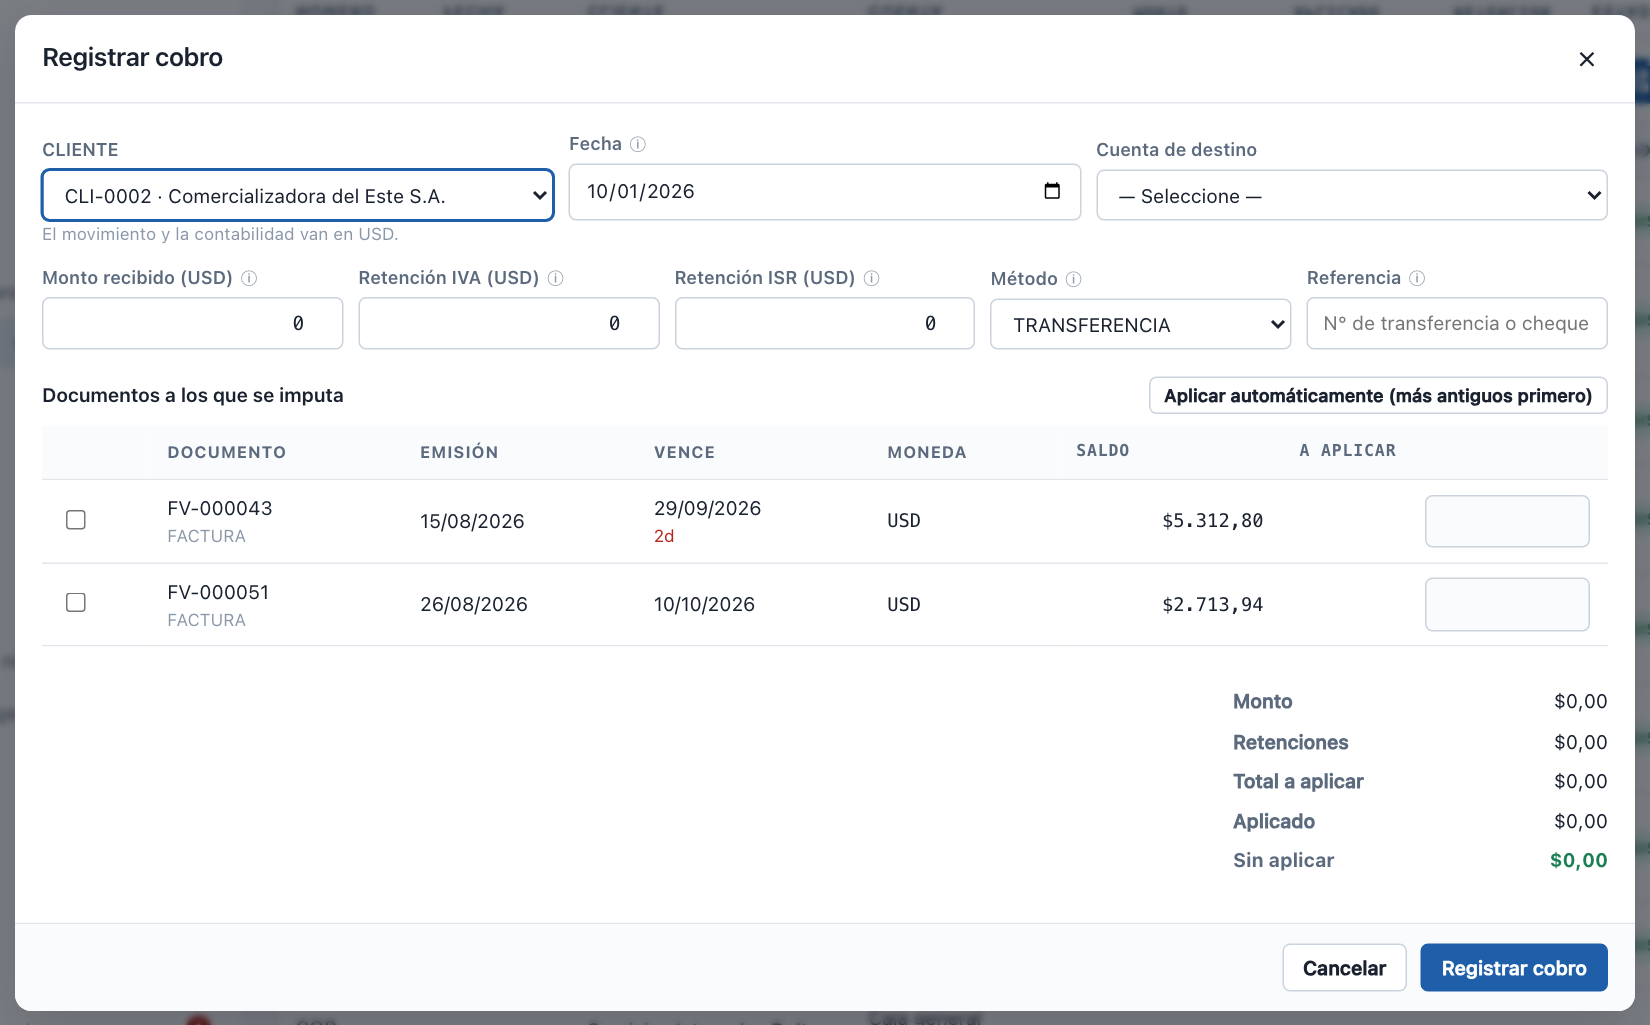 Registrar cobro
CLIENTE
Fecha
Cuenta de destino
CLI-0002 · Comercializadora del Este S.A.
10/01/2026
— Seleccione —
El movimiento y la contabilidad van en USD.
Monto recibido (USD)
Retención IVA (USD)
Retención ISR (USD)
Método
Referencia
0
0
0
TRANSFERENCIA
N° de transferencia o cheque
Documentos a los que se imputa
Aplicar automáticamente (más antiguos primero)
DOCUMENTO EMISIÓN VENCE MONEDA SALDO A APLICAR
FV-000043 15/08/2026 29/09/2026 USD $5.312,80
FACTURA 2d
FV-000051 26/08/2026 10/10/2026 USD $2.713,94
FACTURA
Monto $0,00
Retenciones $0,00
Total a aplicar $0,00
Aplicado $0,00
Sin aplicar $0,00
Cancelar
Registrar cobro